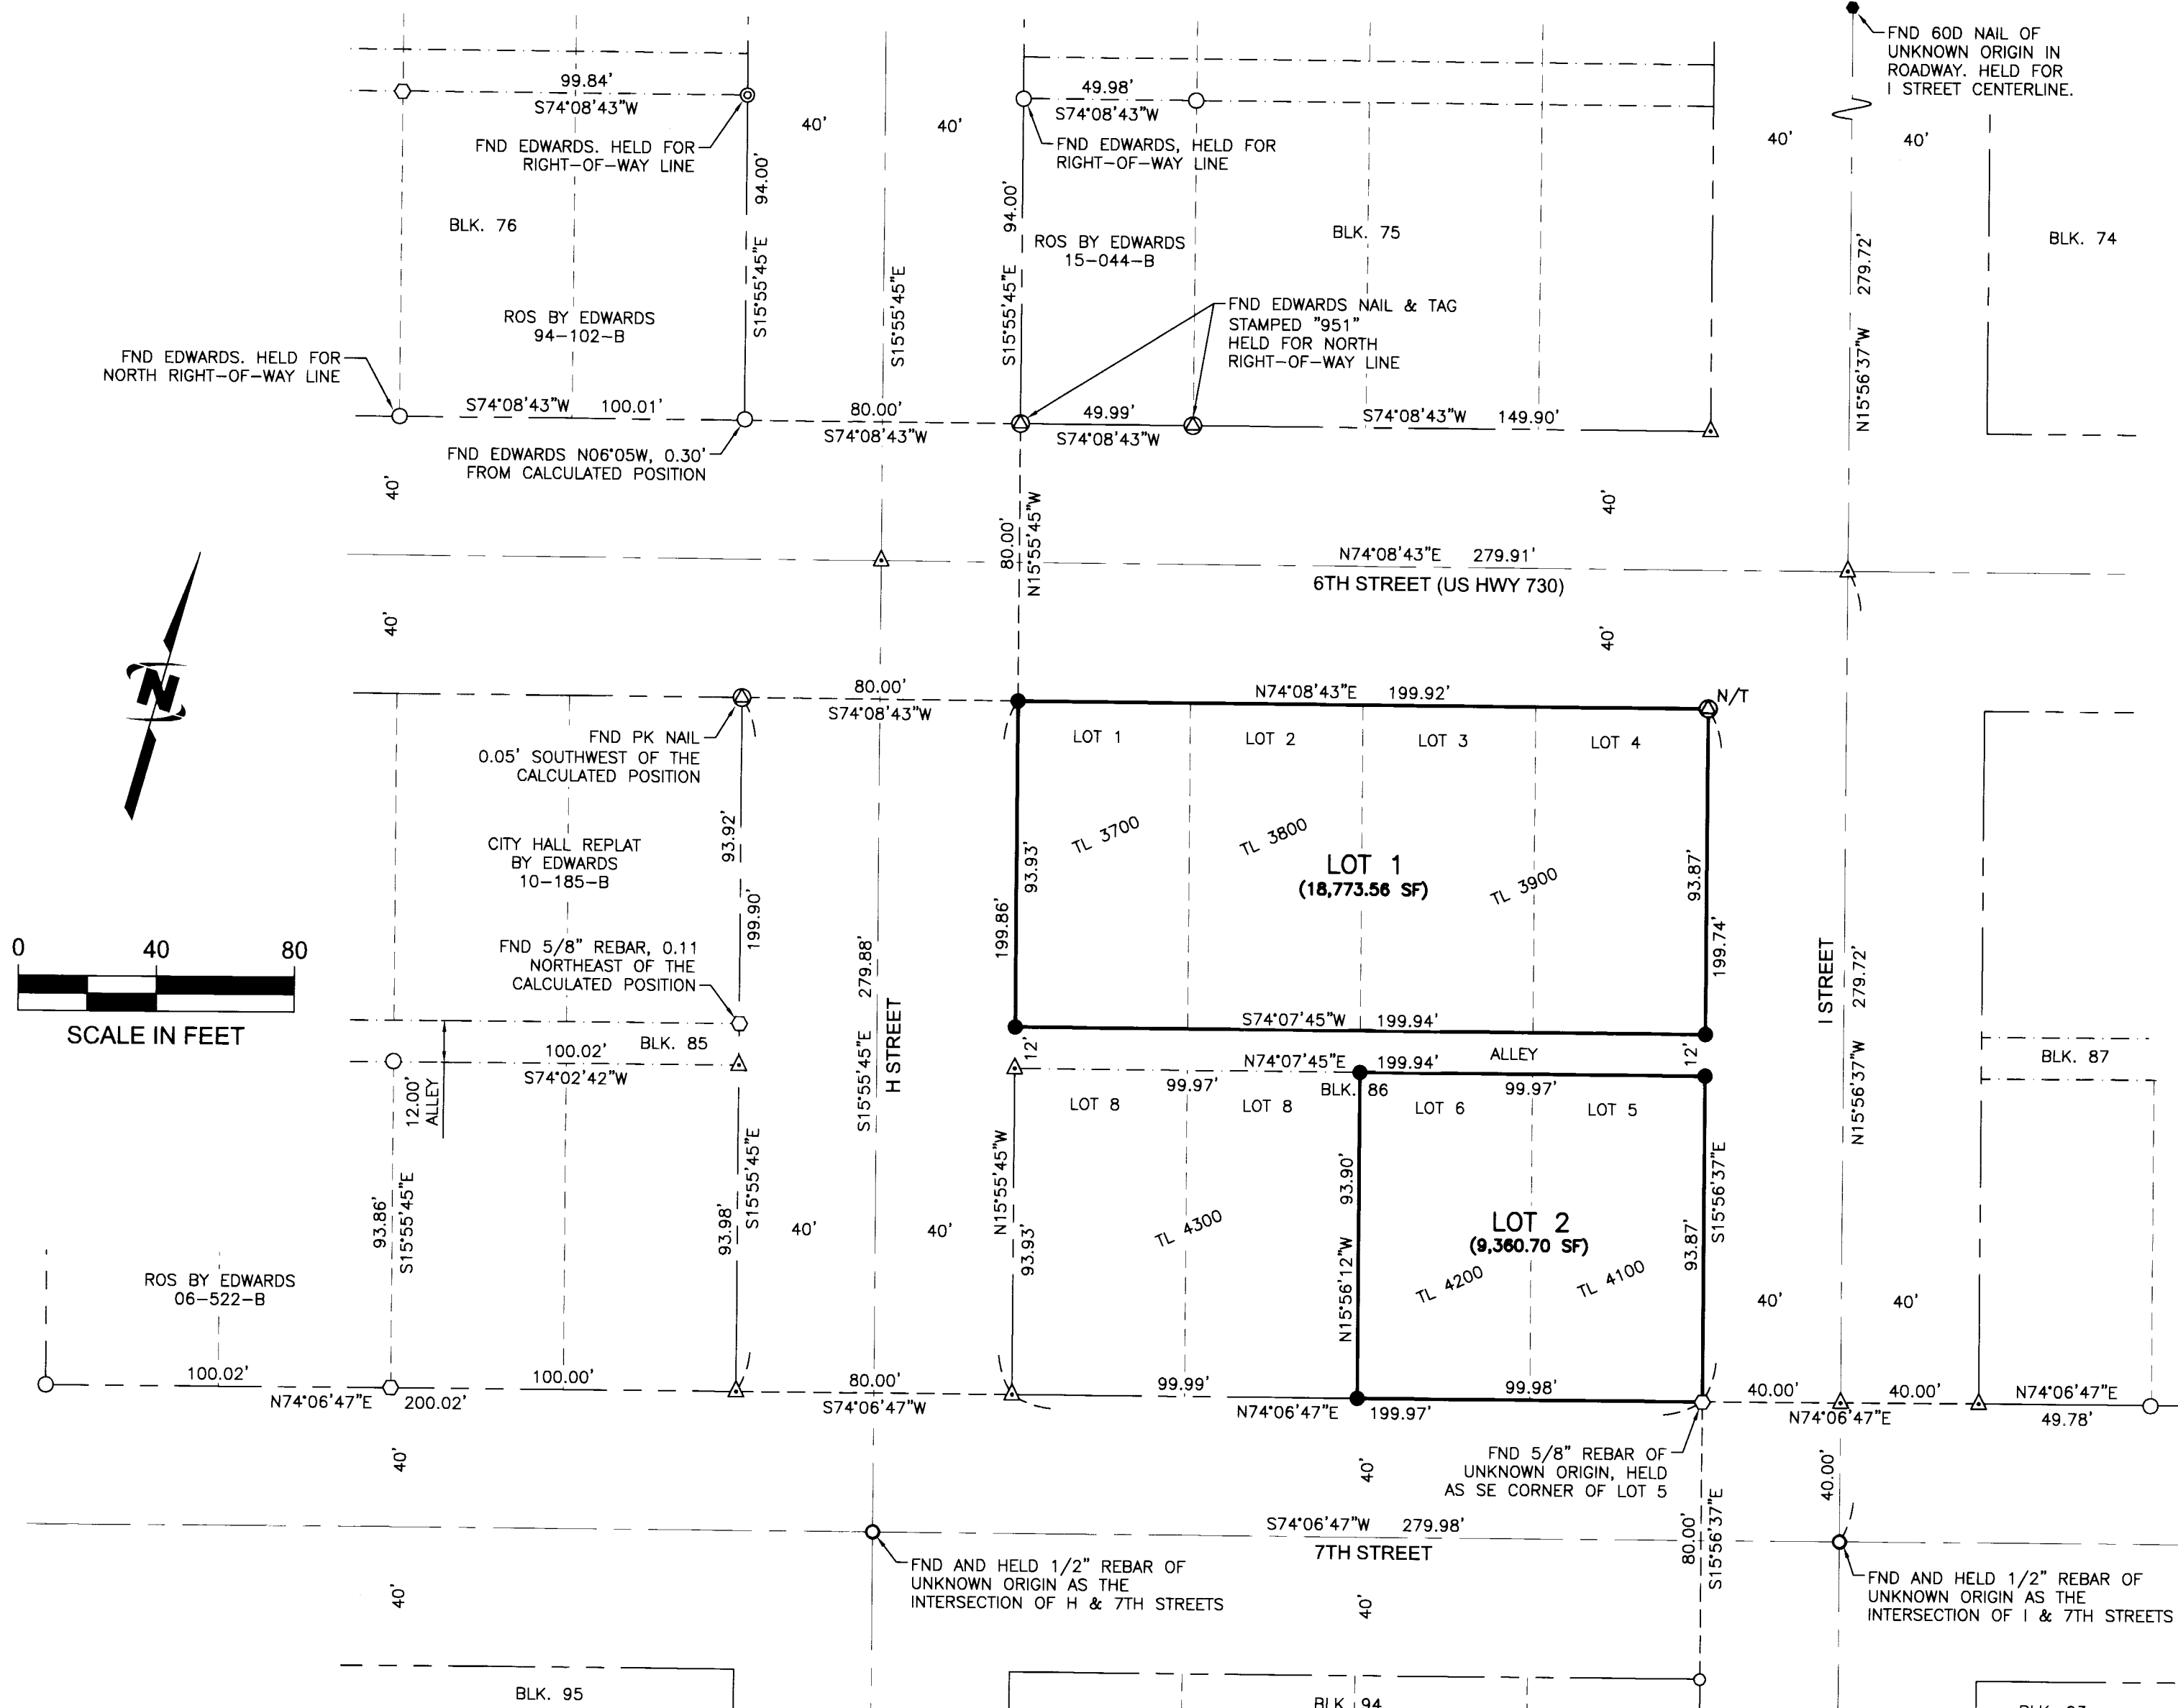 FND 60D NAIL OF
UNKNOWN ORIGIN IN
ROADWAY. HELD FOR
I STREET CENTERLINE.
99.84'
S74°08'43"W
49.98'
S74°08'43"W
40'
40'
40'
40'
FND EDWARDS. HELD FOR
RIGHT-OF-WAY LINE
FND EDWARDS, HELD FOR
RIGHT-OF-WAY LINE
94.00'
S15°55'45"E
S15°55'45"E
94.00'
S15°55'45"E
BLK. 76
ROS BY EDWARDS
15-044-B
BLK. 75
BLK. 74
279.72'
N15°56'37"W
ROS BY EDWARDS
94-102-B
FND EDWARDS NAIL & TAG
STAMPED "951"
HELD FOR NORTH
RIGHT-OF-WAY LINE
FND EDWARDS. HELD FOR
NORTH RIGHT-OF-WAY LINE
S74°08'43"W 100.01'
80.00'
S74°08'43"W
49.99'
S74°08'43"W
S74°08'43"W 149.90'
FND EDWARDS N06°05W, 0.30'
FROM CALCULATED POSITION
40'
40'
80.00'
N15°55'45"W
N74°08'43"E 279.91'
6TH STREET (US HWY 730)
40'
40'
N
80.00'
S74°08'43"W
N74°08'43"E 199.92'
N/T
FND PK NAIL
0.05' SOUTHWEST OF THE
CALCULATED POSITION
LOT 1
LOT 2
LOT 3
LOT 4
CITY HALL REPLAT
BY EDWARDS
10-185-B
93.92'
199.90'
TL 3700
TL 3800
TL 3900
LOT 1
(18,773.56 SF)
93.93'
199.86'
93.87'
199.74'
0 40 80
SCALE IN FEET
FND 5/8" REBAR, 0.11
NORTHEAST OF THE
CALCULATED POSITION
S15°55'45"E 279.88'
H STREET
I STREET
279.72'
N15°56'37"W
S74°07'45"W 199.94'
BLK. 85
100.02'
S74°02'42"W
12.00'
ALLEY
12'
ALLEY
12'
N74°07'45"E 199.94'
BLK. 87
99.97'
BLK. 86
99.97'
LOT 8
LOT 8
LOT 6
LOT 5
93.86'
S15°55'45"E
93.98'
S15°55'45"E
N15°55'45"W
93.93'
93.90'
N15°56'12"W
S15°56'37"E
93.87'
40'
40'
TL 4300
LOT 2
(9,360.70 SF)
TL 4200
TL 4100
ROS BY EDWARDS
06-522-B
40'
40'
100.02'
100.00'
N74°06'47"E 200.02'
80.00'
S74°06'47"W
99.99'
99.98'
N74°06'47"E 199.97'
40.00'
40.00'
N74°06'47"E
N74°06'47"E
49.78'
40'
40'
FND 5/8" REBAR OF
UNKNOWN ORIGIN, HELD
AS SE CORNER OF LOT 5
40.00'
S74°06'47"W 279.98'
7TH STREET
80.00'
S15°56'37"E
FND AND HELD 1/2" REBAR OF
UNKNOWN ORIGIN AS THE
INTERSECTION OF H & 7TH STREETS
FND AND HELD 1/2" REBAR OF
UNKNOWN ORIGIN AS THE
INTERSECTION OF I & 7TH STREETS
40'
40'
BLK. 95
BLK. 94